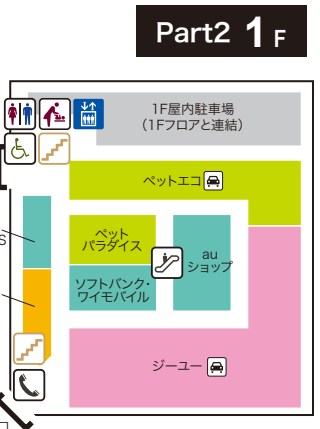 Part2 1F
1F屋内駐車場
（1Fフロアと連結）
ペットエコ
S
ペット
パラダイス
au
ショップ
ソフトバンク・
ワイモバイル
ジーユー